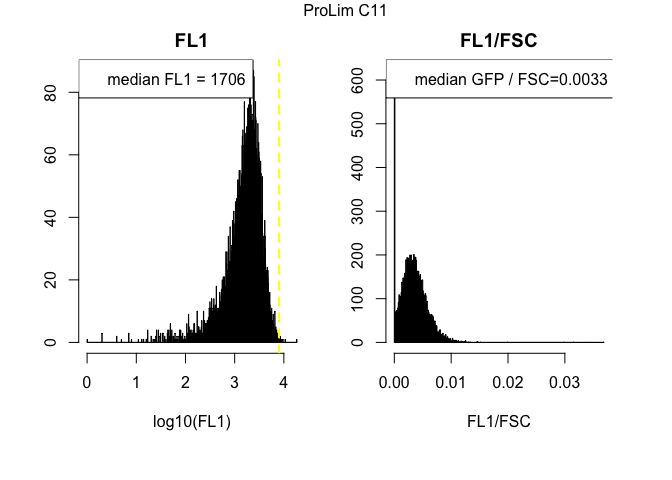 ProLim C11
FL1
FL1/FSC
median FL1 = 1706
median GFP / FSC=0.0033
0
20
40
60
80
0
100
200
300
400
500
600
0 1 2 3 4
0.00 0.01 0.02 0.03
log10(FL1)
FL1/FSC